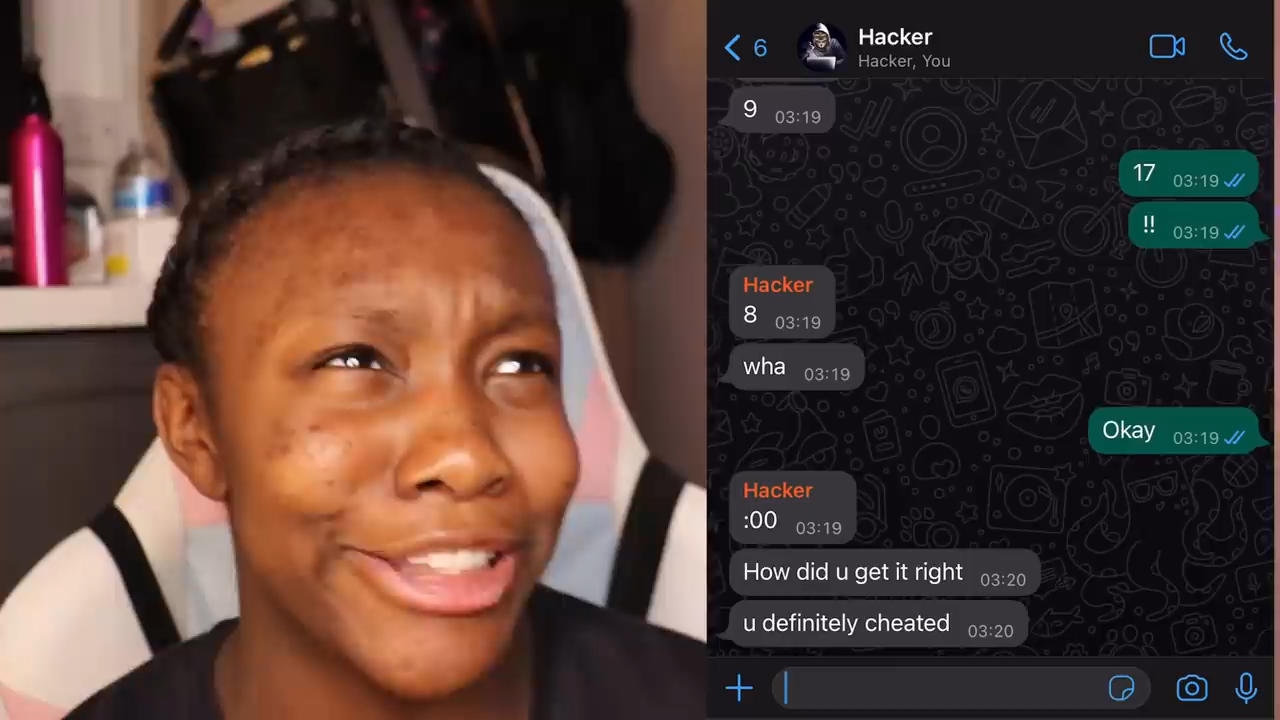 6
Hacker
Hacker, You
9 03:19
17 03:19
!! 03:19
Hacker
8 03:19
wha 03:19
Okay 03:19
Hacker
:00 03:19
How did u get it right 03:20
u definitely cheated 03:20